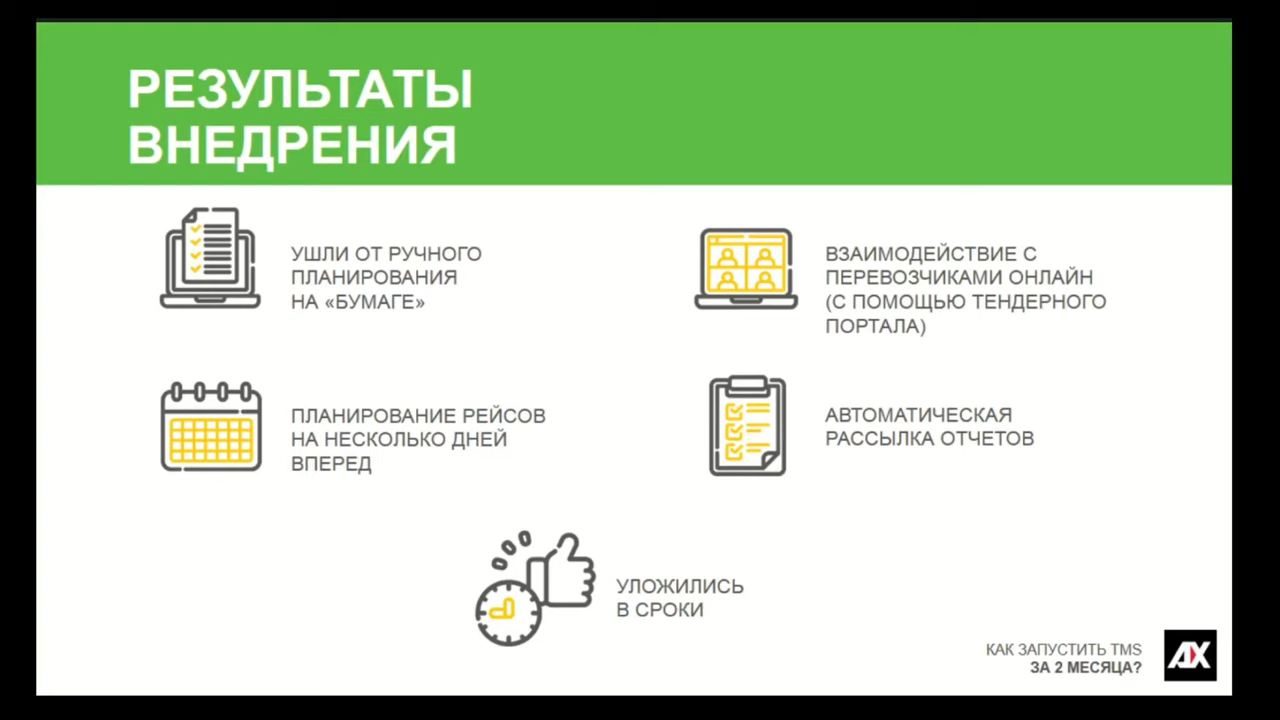 РЕЗУЛЬТАТЫ
ВНЕДРЕНИЯ
УШЛИ ОТ РУЧНОГО
ПЛАНИРОВАНИЯ
НА «БУМАГЕ»
ВЗАИМОДЕЙСТВИЕ С
ПЕРЕВОЗЧИКАМИ ОНЛАЙН
(С ПОМОЩЬЮ ТЕНДЕРНОГО
ПОРТАЛА)
ПЛАНИРОВАНИЕ РЕЙСОВ
НА НЕСКОЛЬКО ДНЕЙ
ВПЕРЕД
АВТОМАТИЧЕСКАЯ
РАССЫЛКА ОТЧЕТОВ
УЛОЖИЛИСЬ
В СРОКИ
КАК ЗАПУСТИТЬ TMS
ЗА 2 МЕСЯЦА?